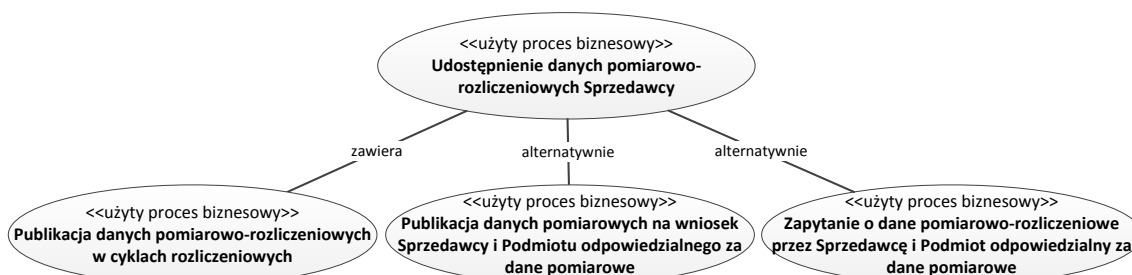 <<użyty proces biznesowy>>
Udostępnienie danych pomiarowo-
rozliczeniowych Sprzedawcy
zawiera
alternatywnie
alternatywnie
<<użyty proces biznesowy>>
Publikacja danych pomiarowo-rozliczeniowych
w cyklach rozliczeniowych
<<użyty proces biznesowy>>
Publikacja danych pomiarowych na wniosek
Sprzedawcy i Podmiotu odpowiedzialnego za
dane pomiarowe
<<użyty proces biznesowy>>
Zapytanie o dane pomiarowo-rozliczeniowe
przez Sprzedawcę i Podmiot odpowiedzialny za
dane pomiarowe